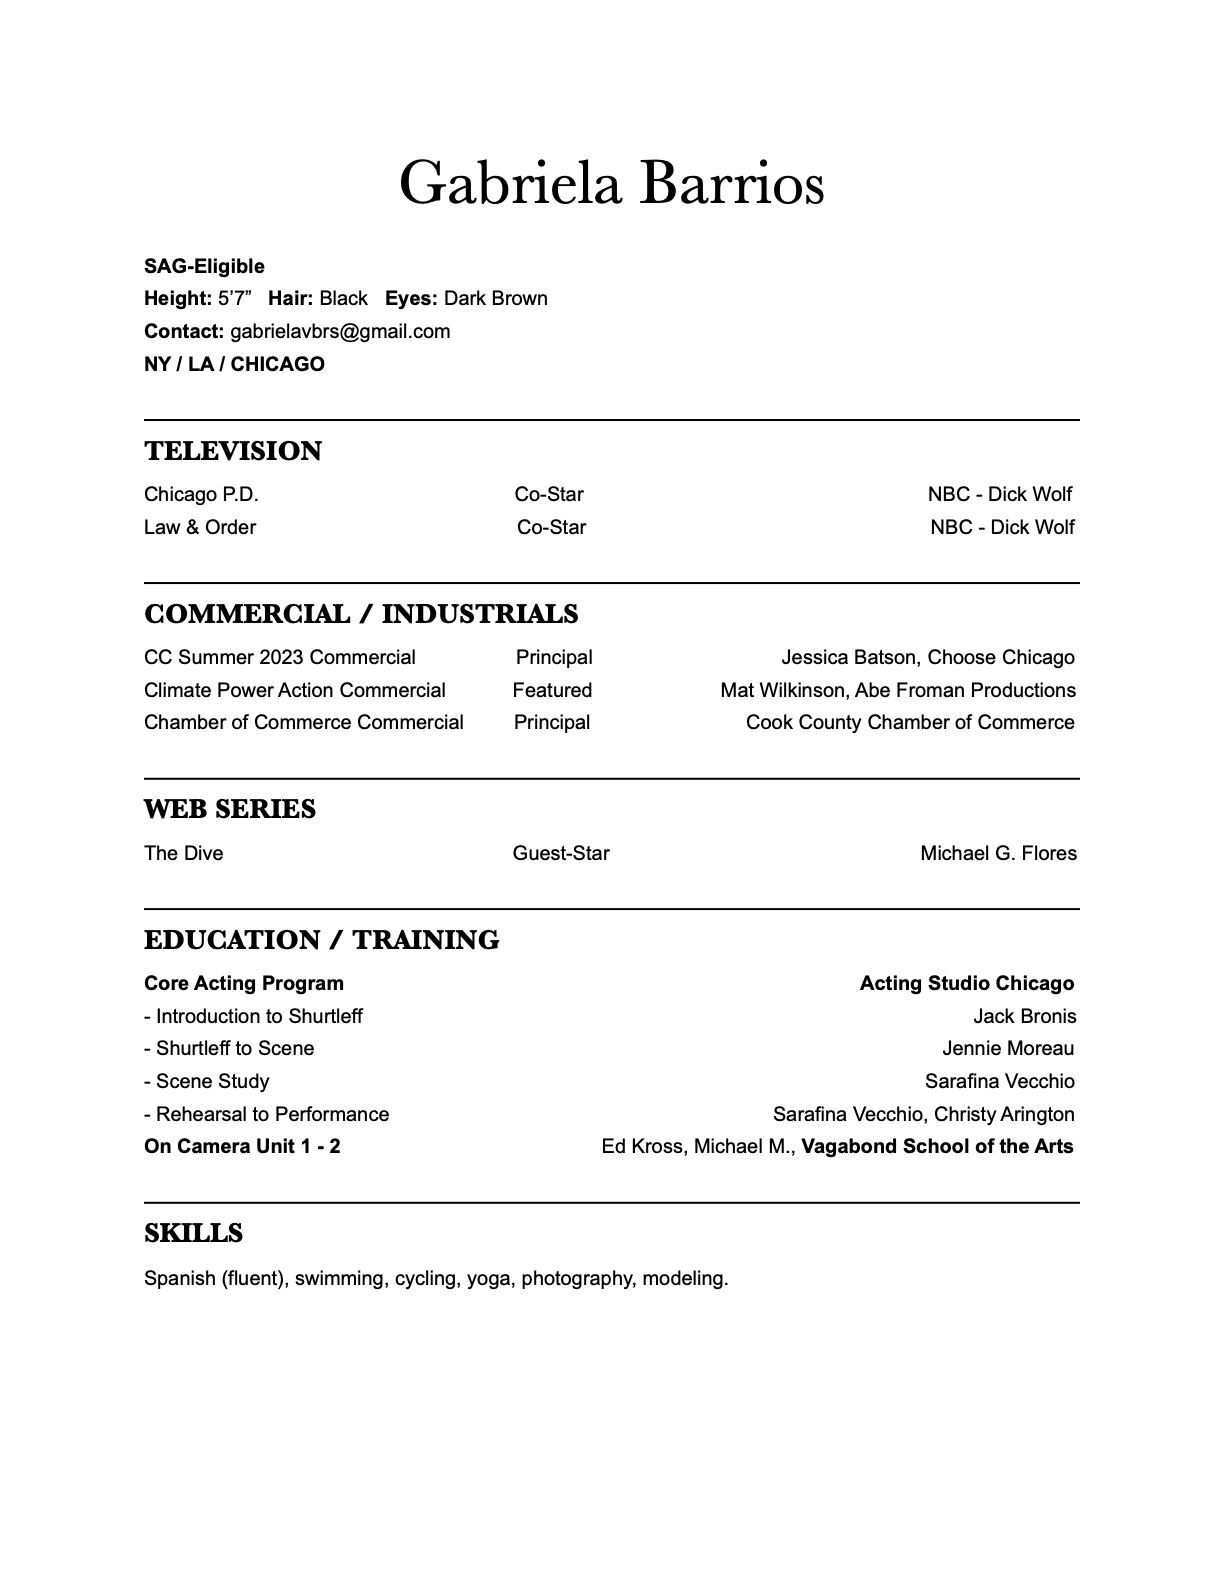 Gabriela Barrios
SAG-Eligible
Height: 5’7” Hair: Black Eyes: Dark Brown
Contact: gabrielavbrs@gmail.com
NY / LA / CHICAGO
TELEVISION
Chicago P.D. Co-Star NBC - Dick Wolf
Law & Order Co-Star NBC - Dick Wolf
COMMERCIAL / INDUSTRIALS
CC Summer 2023 Commercial Principal Jessica Batson, Choose Chicago
Climate Power Action Commercial Featured Mat Wilkinson, Abe Froman Productions
Chamber of Commerce Commercial Principal Cook County Chamber of Commerce
WEB SERIES
The Dive Guest-Star Michael G. Flores
EDUCATION / TRAINING
Core Acting Program Acting Studio Chicago
- Introduction to Shurtleff Jack Bronis
- Shurtleff to Scene Jennie Moreau
- Scene Study Sarafina Vecchio
- Rehearsal to Performance Sarafina Vecchio, Christy Arington
On Camera Unit 1 - 2 Ed Kross, Michael M., Vagabond School of the Arts
SKILLS
Spanish (fluent), swimming, cycling, yoga, photography, modeling.